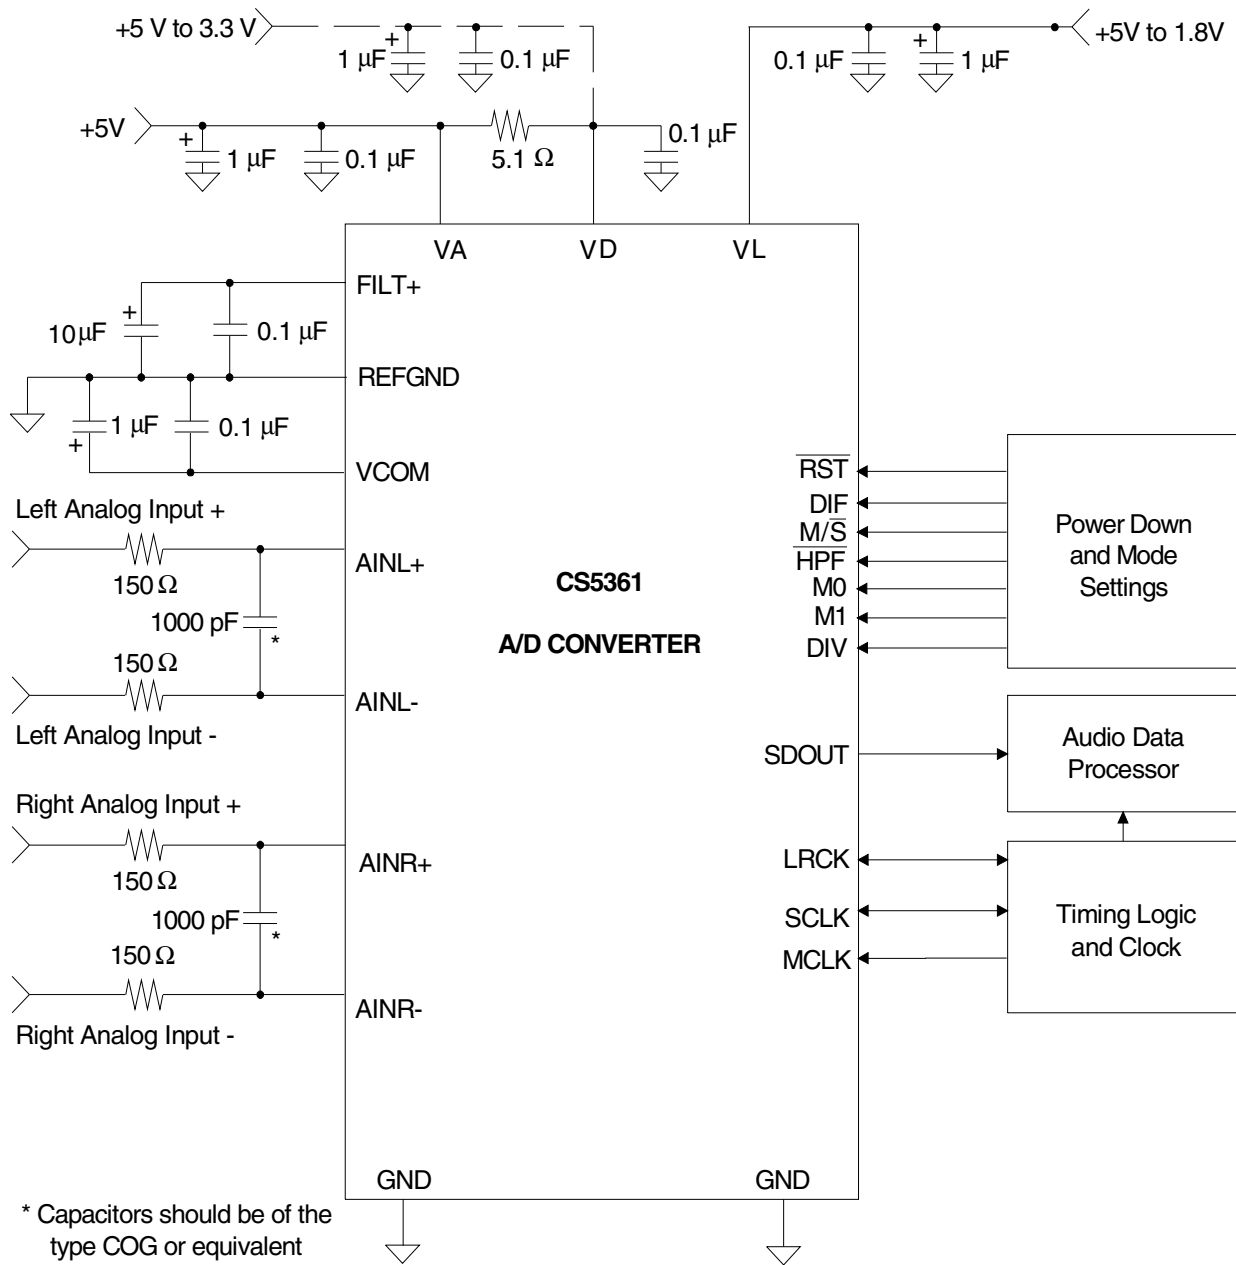 +5 V to 3.3 V
+
1 µF
0.1 µF
0.1 µF
+
1 µF
+5V to 1.8V
+5V
+
1 µF
0.1 µF
5.1 Ω
0.1 µF
VA
VD
VL
FILT+
+
10 µF
0.1 µF
REFGND
1 µF
+
0.1 µF
VCOM
Left Analog Input +
150 Ω
AINL+
1000 pF
*
150 Ω
AINL-
Left Analog Input -
Right Analog Input +
150 Ω
AINR+
1000 pF
*
150 Ω
AINR-
Right Analog Input -
CS5361
A/D CONVERTER
R̅S̅T̅
DIF
M/S̅
H̅P̅F̅
M0
M1
DIV
Power Down
and Mode
Settings
SDOUT
Audio Data
Processor
LRCK
SCLK
MCLK
Timing Logic
and Clock
GND
GND
* Capacitors should be of the
type COG or equivalent